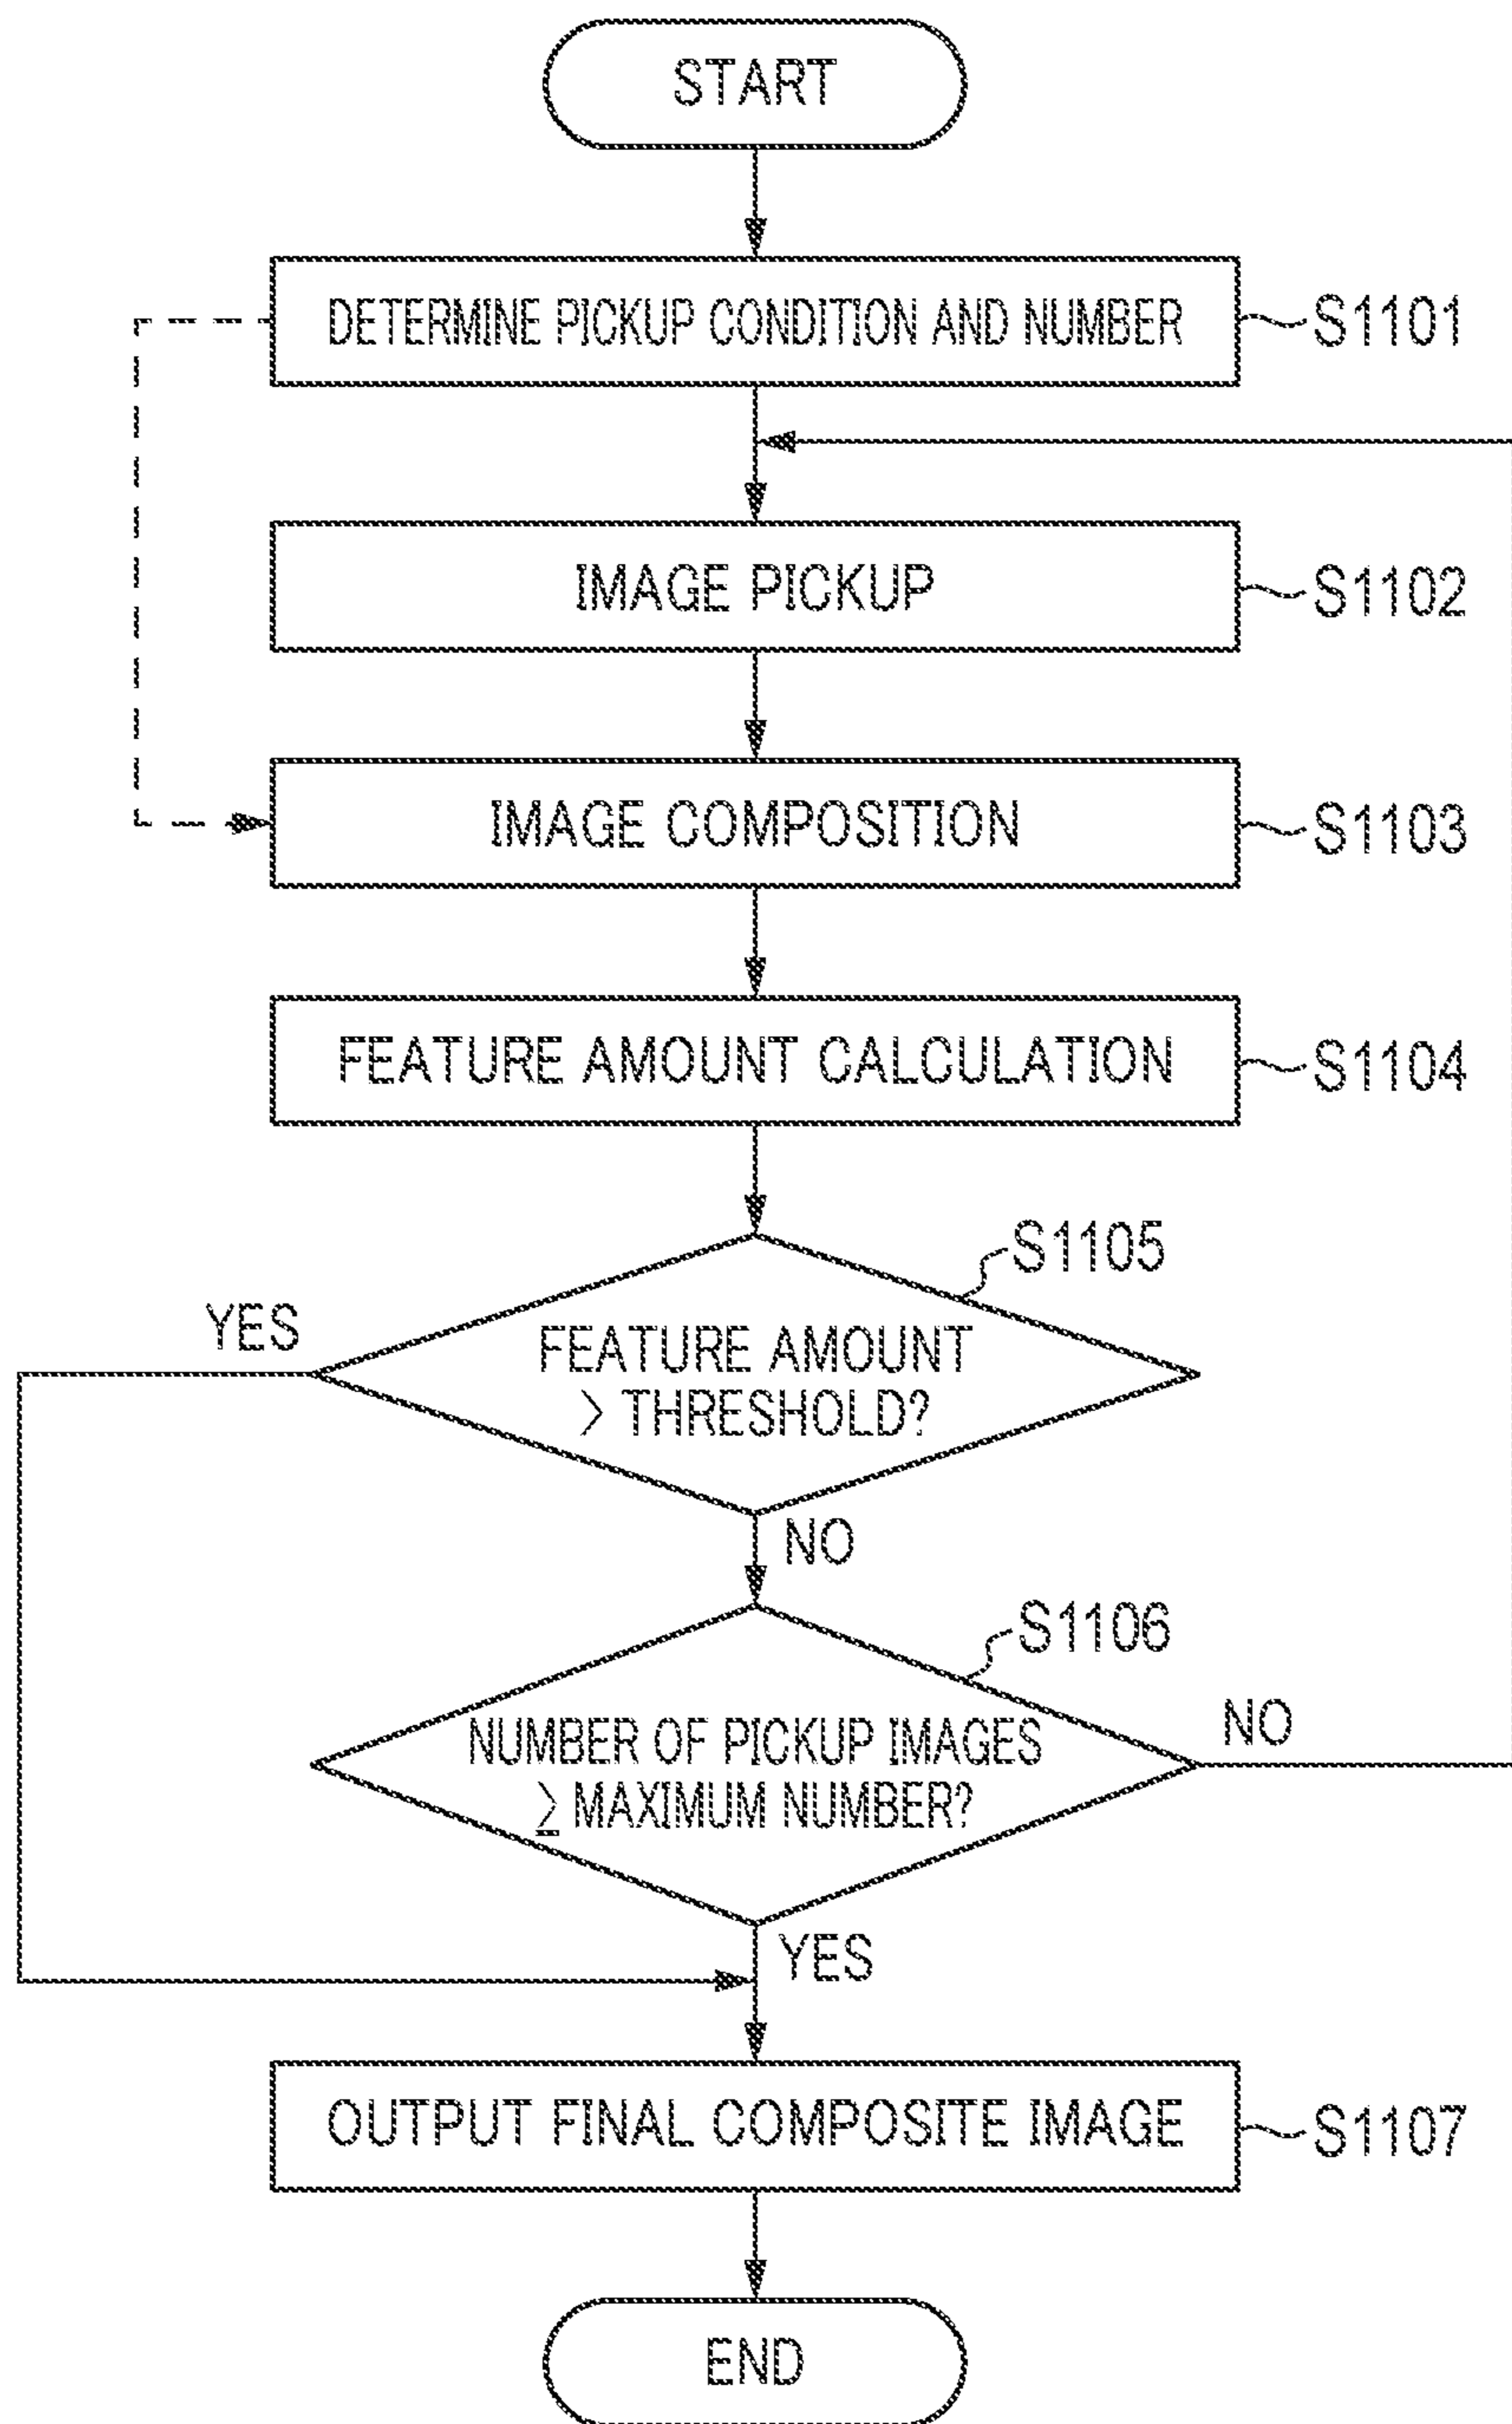 START
DETERMINE PICKUP CONDITION AND NUMBER
S1101
IMAGE PICKUP
S1102
IMAGE COMPOSITION
S1103
FEATURE AMOUNT CALCULATION
S1104
S1105
YES
FEATURE AMOUNT
> THRESHOLD?
NO
S1106
NUMBER OF PICKUP IMAGES
≥ MAXIMUM NUMBER?
NO
YES
OUTPUT FINAL COMPOSITE IMAGE
S1107
END